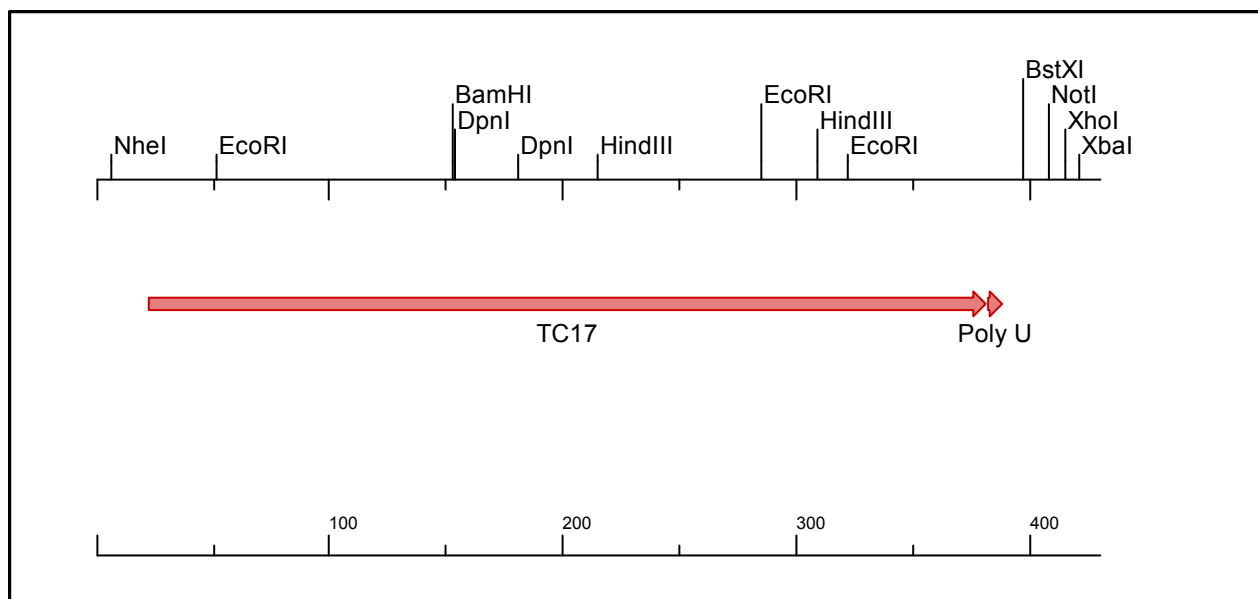 BstXI
BamHI EcoRI NotI
DpnI HindIII XhoI
NheI EcoRI DpnI HindIII EcoRI XbaI
TC17 Poly U
100 200 300 400